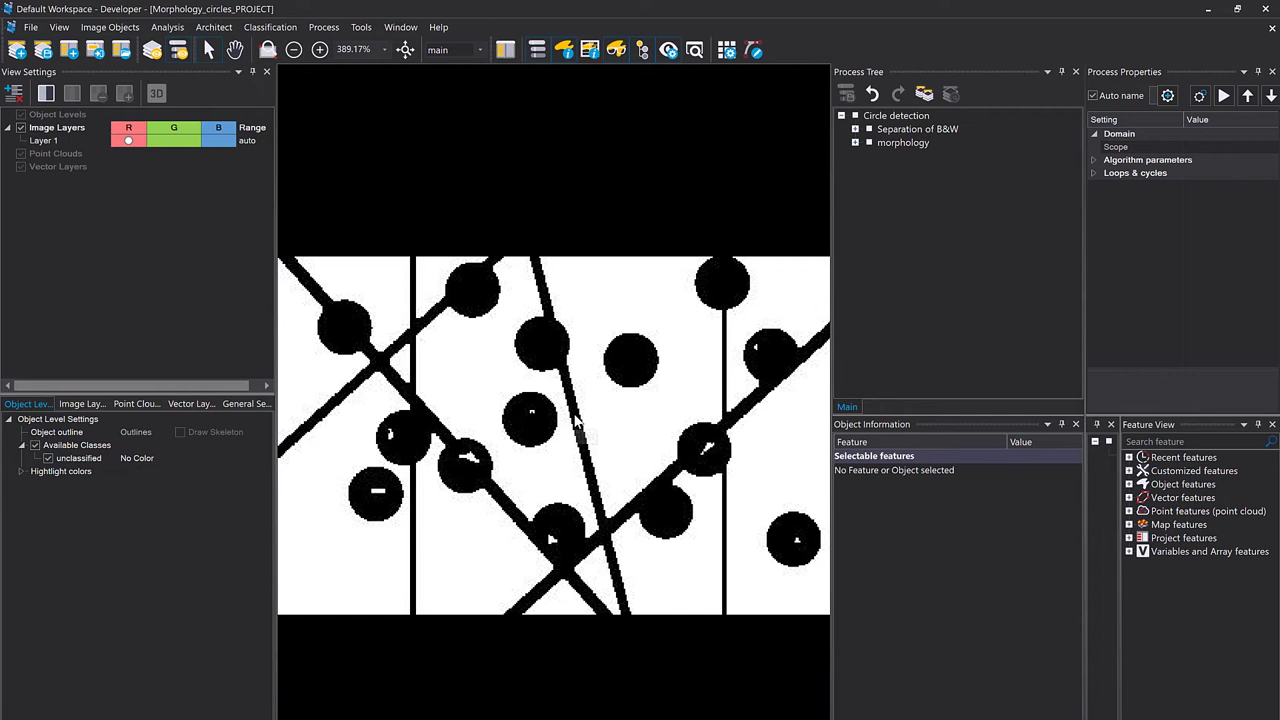 Default Workspace - Developer - [Morphology_circles_PROJECT]
File View Image Objects Analysis Architect Classification Process Tools Window Help
389.17% main
View Settings
3D
Object Levels
Image Layers R G B Range
Layer 1 auto
Point Clouds
Vector Layers
Object Lev... Image Lay... Point Clou... Vector Lay... General Se...
Object Level Settings
Object outline Outlines Draw Skeleton
Available Classes
unclassified No Color
Hightlight colors
Process Tree
Circle detection
Separation of B&W
morphology
Main
Object Information
Feature Value
Selectable features
No Feature or Object selected
Process Properties
Auto name
Setting Value
Domain
Scope
Algorithm parameters
Loops & cycles
Feature View
Search feature
Recent features
Customized features
Object features
Vector features
Point features (point cloud)
Map features
Project features
Variables and Array features